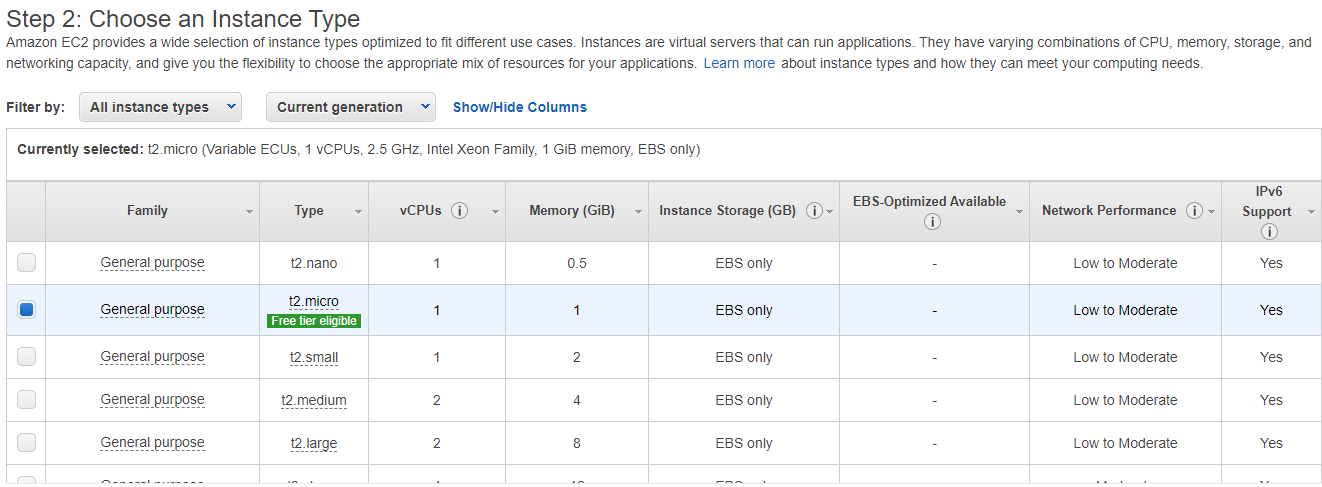 Step 2: Choose an Instance Type
Amazon EC2 provides a wide selection of instance types optimized to fit different use cases. Instances are virtual servers that can run applications. They have varying combinations of CPU, memory, storage, and
networking capacity, and give you the flexibility to choose the appropriate mix of resources for your applications. Learn more about instance types and how they can meet your computing needs.
Filter by: All instance types Current generation Show/Hide Columns
Currently selected: t2.micro (Variable ECUs, 1 vCPUs, 2.5 GHz, Intel Xeon Family, 1 GiB memory, EBS only)
Family Type vCPUs Memory (GiB) Instance Storage (GB) EBS-Optimized Available Network Performance IPv6 Support
General purpose t2.nano 1 0.5 EBS only - Low to Moderate Yes
General purpose t2.micro Free tier eligible 1 1 EBS only - Low to Moderate Yes
General purpose t2.small 1 2 EBS only - Low to Moderate Yes
General purpose t2.medium 2 4 EBS only - Low to Moderate Yes
General purpose t2.large 2 8 EBS only - Low to Moderate Yes